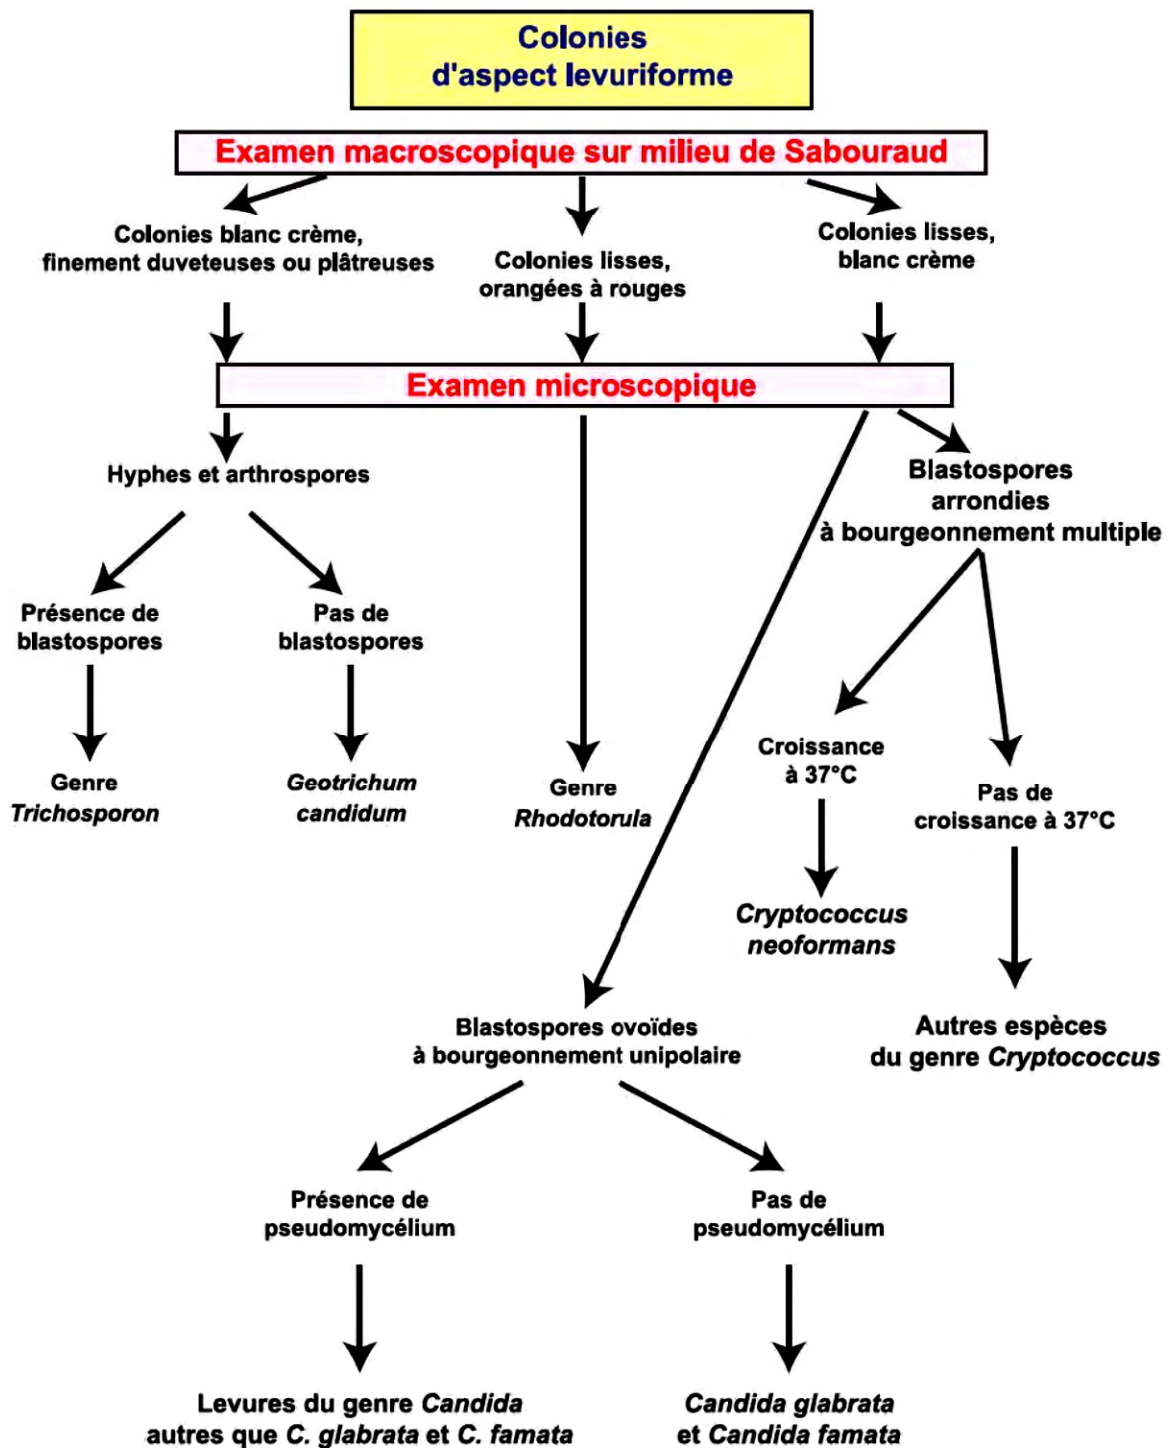 Colonies
d'aspect levuriforme
Examen macroscopique sur milieu de Sabouraud
Colonies blanc crème,
finement duveteuses ou plâtreuses
Colonies lisses,
orangées à rouges
Colonies lisses,
blanc crème
Examen microscopique
Hyphes et arthrospores
Blastospores
arrondies
à bourgeonnement multiple
Présence de
blastospores
Pas de
blastospores
Genre
Trichosporon
Geotrichum
candidum
Genre
Rhodotorula
Croissance
à 37°C
Pas de
croissance à 37°C
Cryptococcus
neoformans
Autres espèces
du genre Cryptococcus
Blastospores ovoïdes
à bourgeonnement unipolaire
Présence de
pseudomycélium
Pas de
pseudomycélium
Levures du genre Candida
autres que C. glabrata et C. famata
Candida glabrata
et Candida famata